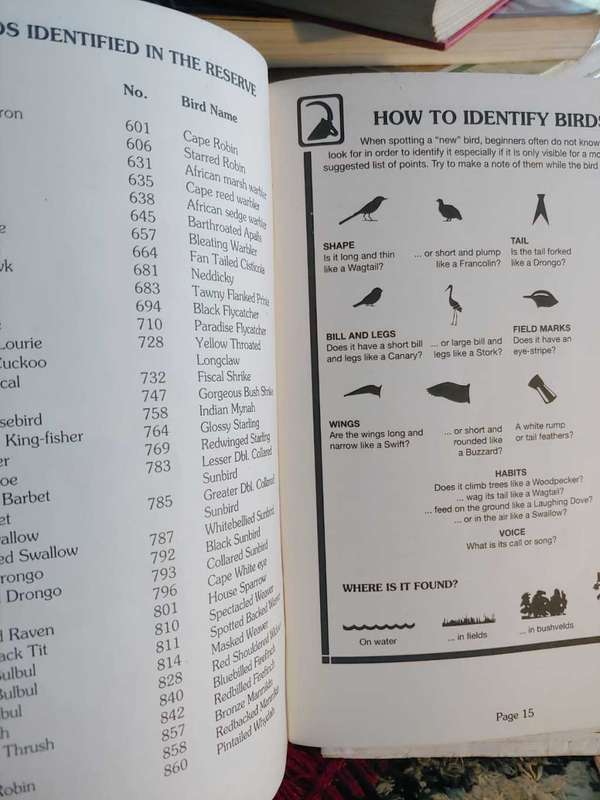 DS IDENTIFIED IN THE RESERVE
ron
e
wk
e
Lourie
Cuckoo
cal
sebird
King-fisher
er
oe
Barbet
et
wallow
ed Swallow
Drongo
Drongo
d Raven
ack Tit
ulbul
Bulbul
bul
h
Thrush
Robin
No. Bird Name
601 Cape Robin
606 Starred Robin
631 African marsh warbler
635 Cape reed warbler
638 African sedge warbler
645 Barthroated Apalis
657 Bleating Warbler
664 Fan Tailed Cisticola
681 Neddicky
683 Tawny Flanked Prinia
694 Black Flycatcher
710 Paradise Flycatcher
728 Yellow Throated
Longclaw
732 Fiscal Shrike
747 Gorgeous Bush Shrike
758 Indian Mynah
764 Glossy Starling
769 Redwinged Starling
783 Lesser Dbl. Collard
Sunbird
785 Greater Dbl. Collard
Sunbird
787 Whitebellied Sunbird
792 Black Sunbird
793 Collared Sunbird
796 Cape White eye
801 House Sparrow
810 Spectacled Weaver
811 Spotted Backed Weaver
814 Masked Weaver
828 Red Shouldered
840 Bluebilled Firefinch
842 Redbilled Firefinch
857 Bronze Mannikin
858 Redbacked Mannikin
860 Pintailed Whydah
HOW TO IDENTIFY BIRDS
When spotting a "new" bird, beginners often do not know
look for in order to identify it especially if it is only visible for a mo
suggested list of points. Try to make a note of them while the bird
SHAPE
Is it long and thin
like a Wagtail?
... or short and plump
like a Francolin?
TAIL
Is the tail forked
like a Drongo?
BILL AND LEGS
Does it have a short bill
and legs like a Canary?
... or large bill and
legs like a Stork?
FIELD MARKS
Does it have an
eye-stripe?
WINGS
Are the wings long and
narrow like a Swift?
... or short and
rounded like
a Buzzard?
A white rump
or tail feathers?
HABITS
Does it climb trees like a Woodpecker?
... wag its tail like a Wagtail?
... feed on the ground like a Laughing Dove?
... or in the air like a Swallow?
VOICE
What is its call or song?
WHERE IS IT FOUND?
On water
... in fields
... in bushvelds
Page 15